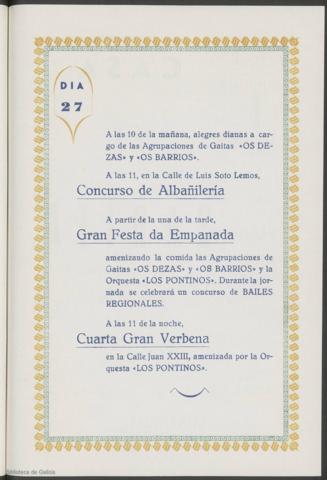 DIA
27
A las 10 de la mañana, alegres dianas a car-
go de las Agrupaciones de Gaitas «OS DE-
ZAS» y «OS BARRIOS».
A las 11, en la Calle de Luis Soto Lemos,
Concurso de Albañilería
A partir de la una de la tarde,
Gran Festa da Empanada
amenizando la comida las Agrupaciones de
Gaitas «OS DEZAS» y «OS BARRIOS» y la
Orquesta «LOS PONTINOS». Durante la jor-
nada se celebrará un concurso de BAILES
REGIONALES.
A las 11 de la noche,
Cuarta Gran Verbena
en la Calle Juan XXIII, amenizada por la Or-
questa «LOS PONTINOS».
Biblioteca de Galicia